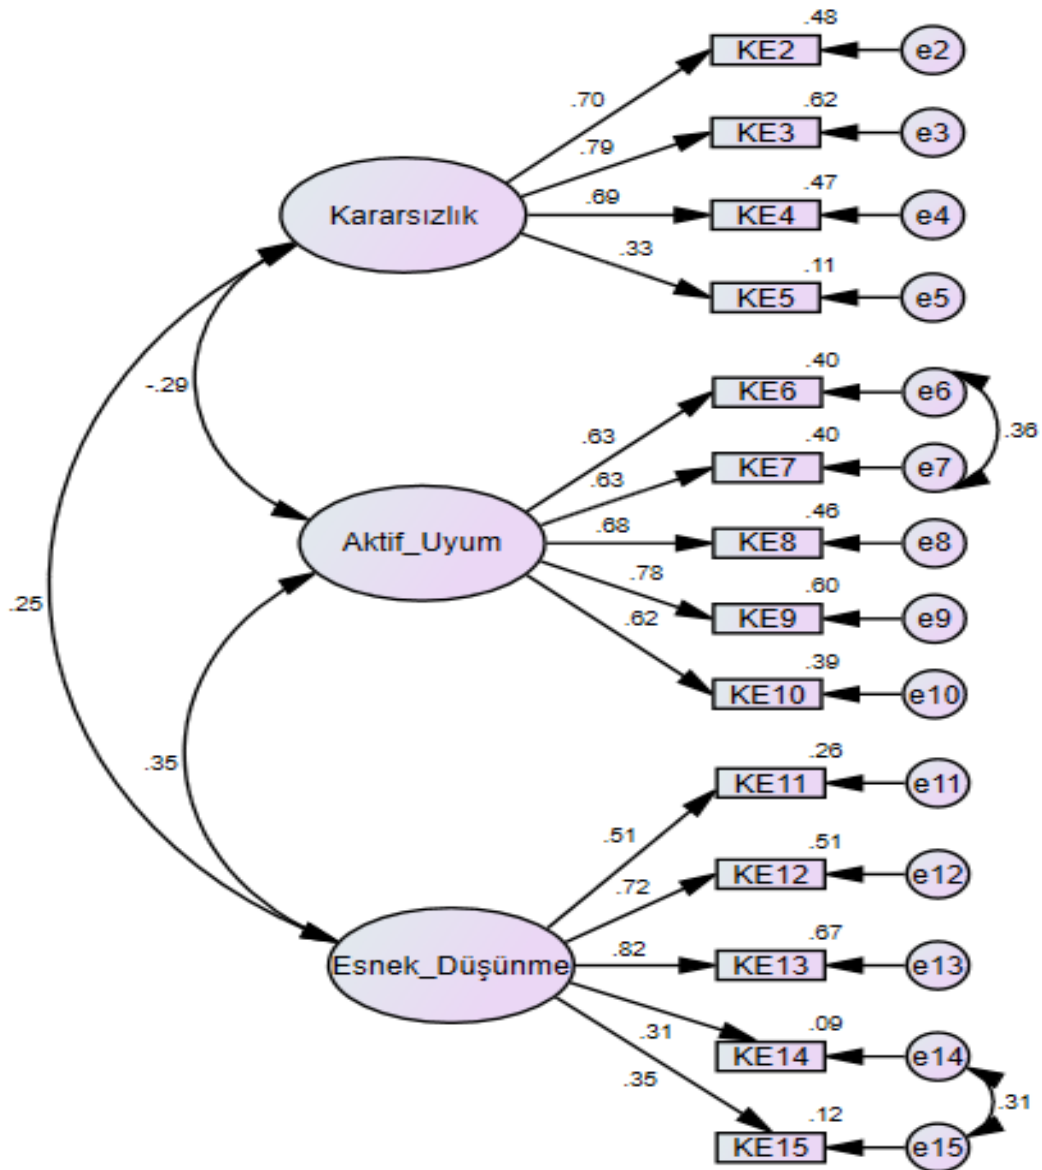 .48
KE2
e2
.70
.62
KE3
e3
.79
.47
KE4
e4
.69
Kararsızlık
.33
.11
KE5
e5
-.29
.40
KE6
e6
.63
.36
.40
KE7
e7
.63
.46
KE8
e8
.68
Aktif_Uyum
.78
.60
KE9
e9
.62
.25
.39
KE10
e10
.35
.26
KE11
e11
.51
.51
KE12
e12
.72
.67
KE13
e13
.82
Esnek_Düşünme
.09
KE14
e14
.31
.31
.35
.12
KE15
e15